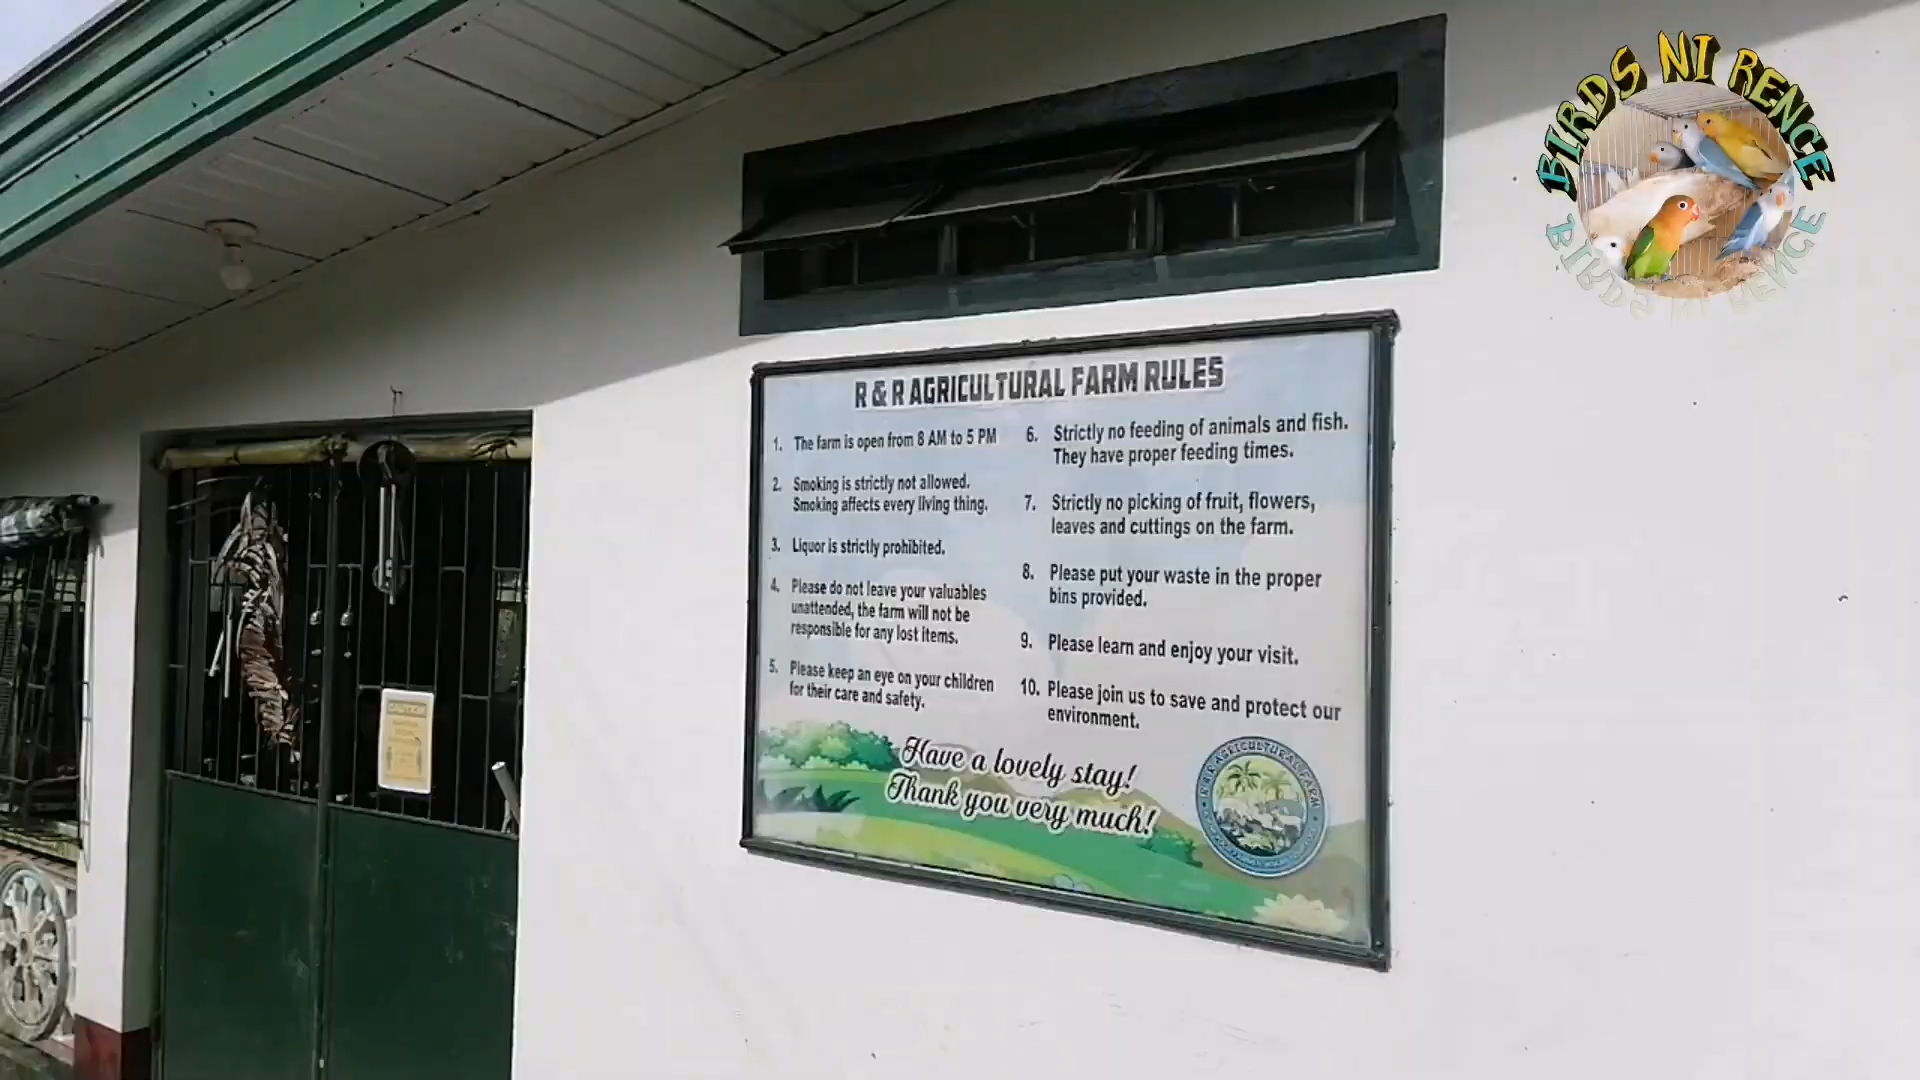 BIRDS NI RENCE
R & R AGRICULTURAL FARM RULES
1. The farm is open from 8 AM to 5 PM
2. Smoking is strictly not allowed.
Smoking affects every living thing.
3. Liquor is strictly prohibited.
4. Please do not leave your valuables
unattended, the farm will not be
responsible for any lost items.
5. Please keep an eye on your children
for their care and safety.
6. Strictly no feeding of animals and fish.
They have proper feeding times.
7. Strictly no picking of fruit, flowers,
leaves and cuttings on the farm.
8. Please put your waste in the proper
bins provided.
9. Please learn and enjoy your visit.
10. Please join us to save and protect our
environment.
Have a lovely stay!
Thank you very much!
R & R AGRICULTURAL FARM